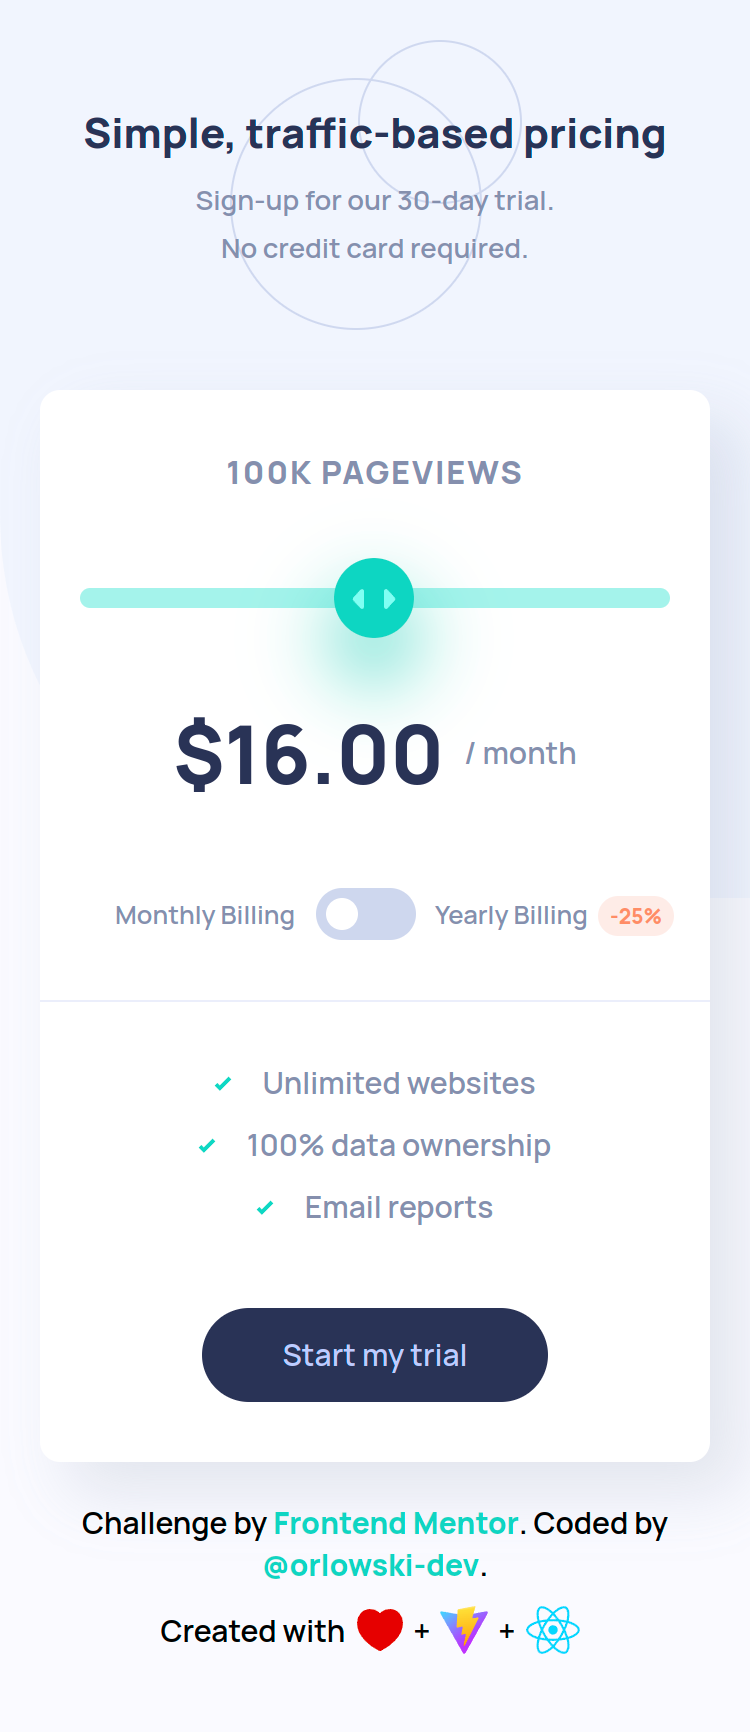 Simple, traffic-based pricing
Sign-up for our 30-day trial.
No credit card required.
100K PAGEVIEWS
$16.00 / month
Monthly Billing Yearly Billing -25%
Unlimited websites
100% data ownership
Email reports
Start my trial
Challenge by Frontend Mentor. Coded by
@orlowski-dev.
Created with + +